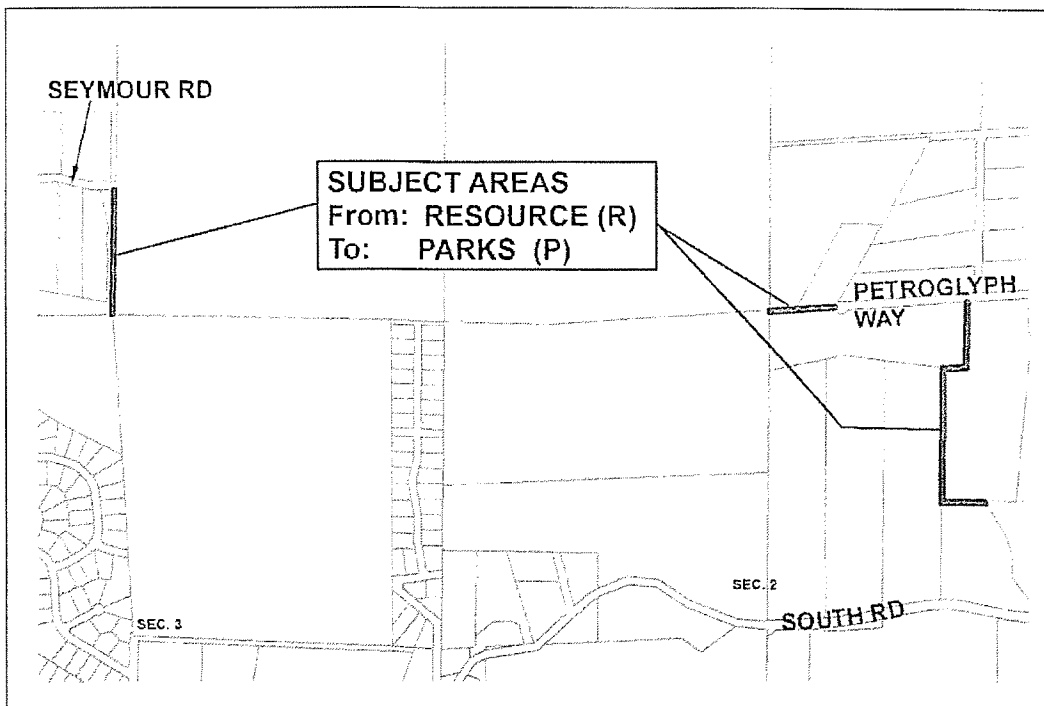 SEYMOUR RD
SUBJECT AREAS
From: RESOURCE (R)
To: PARKS (P)
PETROGLYPH
WAY
SEC. 2
SOUTH RD
SEC. 3